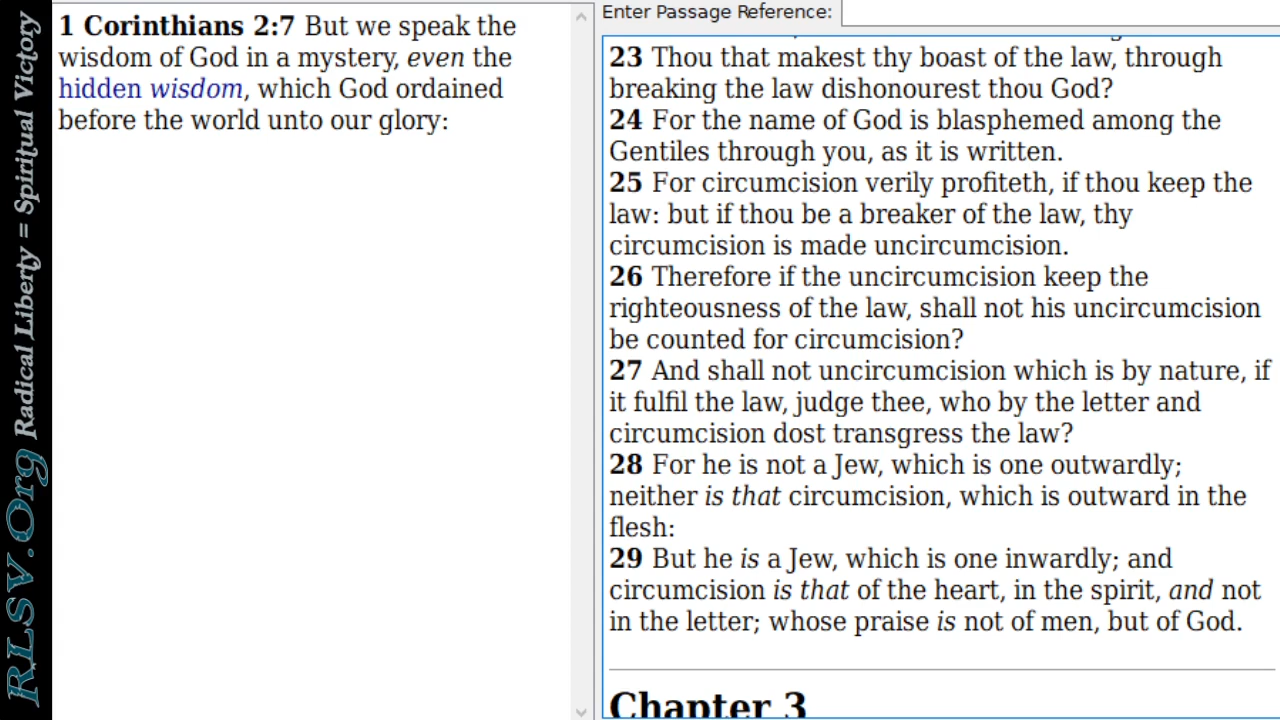 RLSV.Org Radical Liberty = Spiritual Victory
1 Corinthians 2:7 But we speak the
wisdom of God in a mystery, even the
hidden wisdom, which God ordained
before the world unto our glory:
Enter Passage Reference:
23 Thou that makest thy boast of the law, through
breaking the law dishonourest thou God?
24 For the name of God is blasphemed among the
Gentiles through you, as it is written.
25 For circumcision verily profiteth, if thou keep the
law: but if thou be a breaker of the law, thy
circumcision is made uncircumcision.
26 Therefore if the uncircumcision keep the
righteousness of the law, shall not his uncircumcision
be counted for circumcision?
27 And shall not uncircumcision which is by nature, if
it fulfil the law, judge thee, who by the letter and
circumcision dost transgress the law?
28 For he is not a Jew, which is one outwardly;
neither is that circumcision, which is outward in the
flesh:
29 But he is a Jew, which is one inwardly; and
circumcision is that of the heart, in the spirit, and not
in the letter; whose praise is not of men, but of God.
Chapter 3